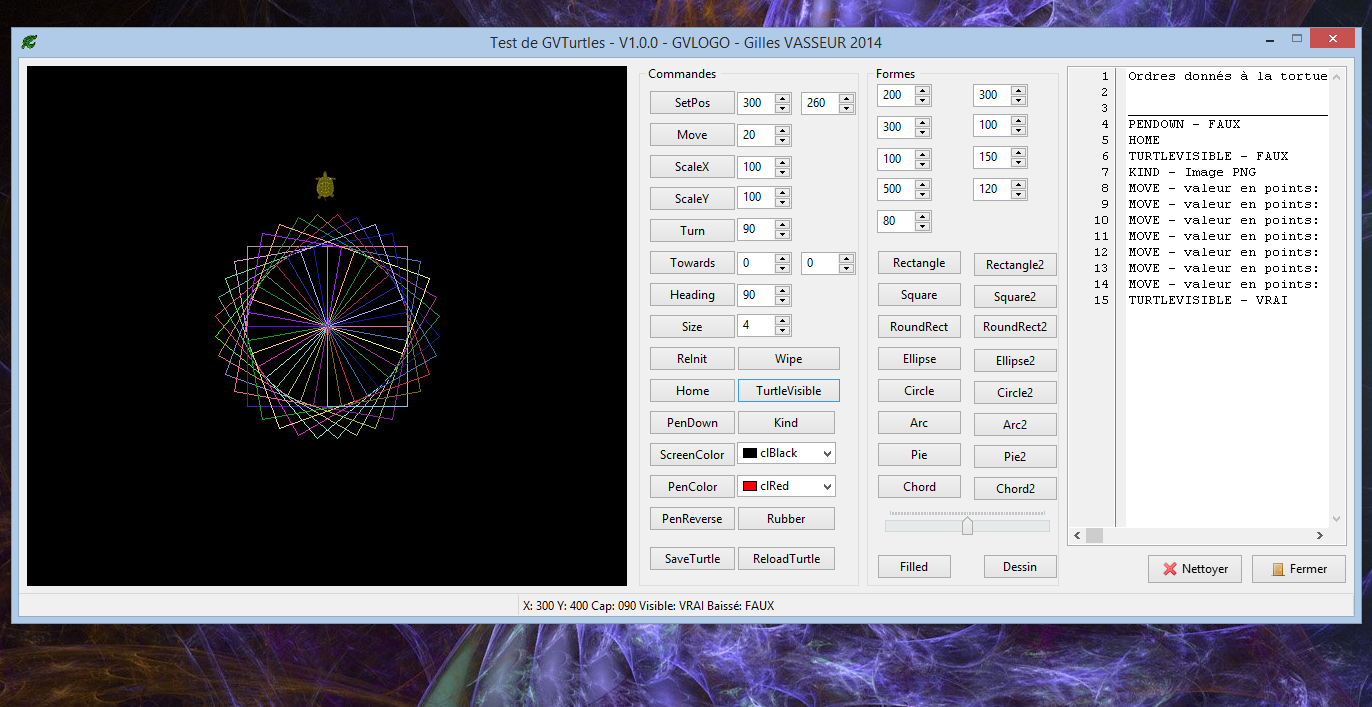 Test de GVTurtles - V1.0.0 - GVLOGO - Gilles VASSEUR 2014
Commandes
SetPos 300 260
Move 20
ScaleX 100
ScaleY 100
Turn 90
Towards 0 0
Heading 90
Size 4
ReInit Wipe
Home TurtleVisible
PenDown Kind
ScreenColor clBlack
PenColor clRed
PenReverse Rubber
SaveTurtle ReloadTurtle
Formes
200 300
300 100
100 150
500 120
80
Rectangle Rectangle2
Square Square2
RoundRect RoundRect2
Ellipse Ellipse2
Circle Circle2
Arc Arc2
Pie Pie2
Chord Chord2
Filled Dessin
1 Ordres donnés à la tortue
2
3
4 PENDOWN - FAUX
5 HOME
6 TURTLEVISIBLE - FAUX
7 KIND - Image PNG
8 MOVE - valeur en points:
9 MOVE - valeur en points:
10 MOVE - valeur en points:
11 MOVE - valeur en points:
12 MOVE - valeur en points:
13 MOVE - valeur en points:
14 MOVE - valeur en points:
15 TURTLEVISIBLE - VRAI
Nettoyer Fermer
X: 300 Y: 400 Cap: 090 Visible: VRAI Baissé: FAUX